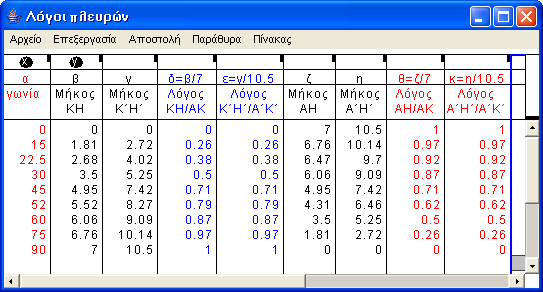 Λόγοι πλευρών
Αρχείο Επεξεργασία Αποστολή Παράθυρα Πίνακας
x y
α β γ δ=β/7 ε=γ/10.5 ζ η θ=ζ/7 κ=η/10.5
γωνία Μήκος Μήκος Λόγος Λόγος Μήκος Μήκος Λόγος Λόγος
ΚΗ Κ΄Η΄ ΚΗ/ΑΚ Κ΄Η΄/Α΄Κ΄ ΑΗ Α΄Η΄ ΑΗ/ΑΚ Α΄Η΄/Α΄Κ΄
0 0 0 0 0 7 10.5 1 1
15 1.81 2.72 0.26 0.26 6.76 10.14 0.97 0.97
22.5 2.68 4.02 0.38 0.38 6.47 9.7 0.92 0.92
30 3.5 5.25 0.5 0.5 6.06 9.09 0.87 0.87
45 4.95 7.42 0.71 0.71 4.95 7.42 0.71 0.71
52 5.52 8.27 0.79 0.79 4.31 6.46 0.62 0.62
60 6.06 9.09 0.87 0.87 3.5 5.25 0.5 0.5
75 6.76 10.14 0.97 0.97 1.81 2.72 0.26 0.26
90 7 10.5 1 1 0 0 0 0